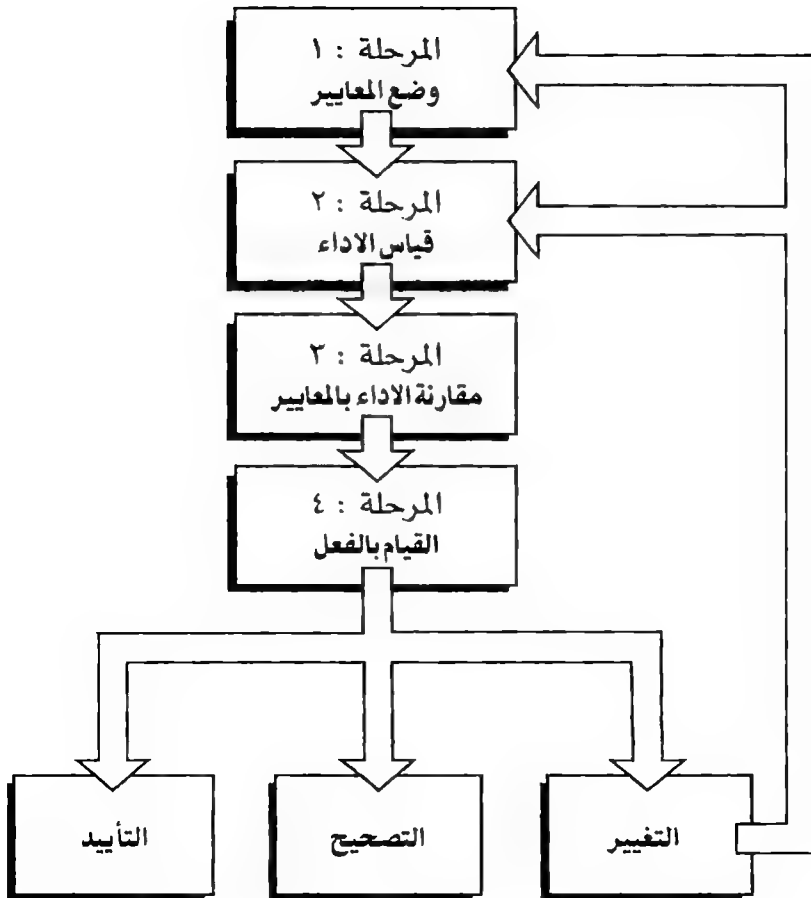 المرحلة : ١
وضع المعايير
المرحلة : ٢
قياس الاداء
المرحلة : ٣
مقارنة الاداء بالمعايير
المرحلة : ٤
القيام بالفعل
التغيير
التصحيح
التأييد